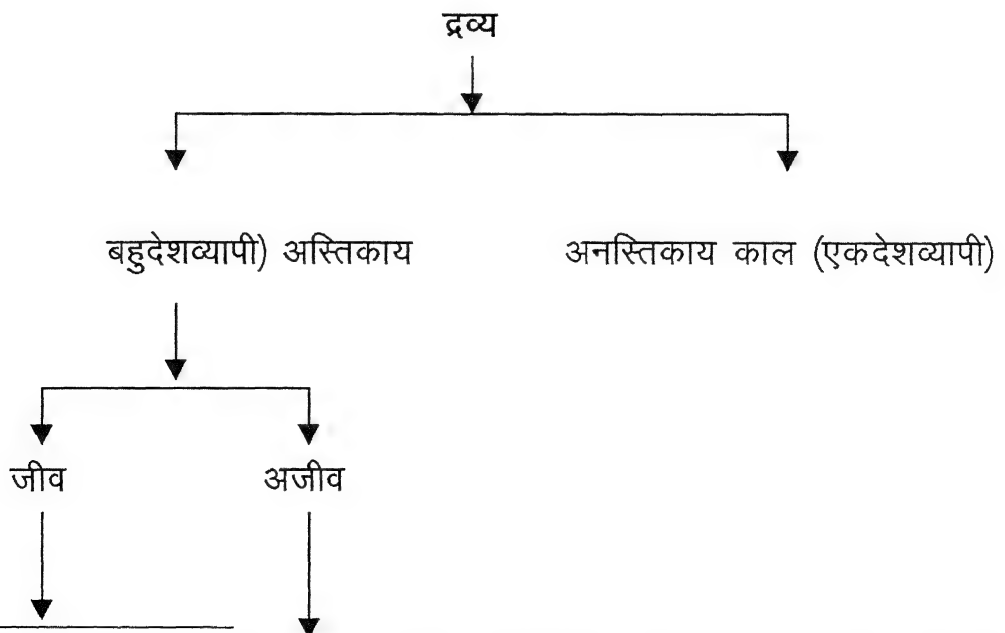 द्रव्य
बहुदेशव्यापी) अस्तिकाय अनस्तिकाय काल (एकदेशव्यापी)
जीव अजीव